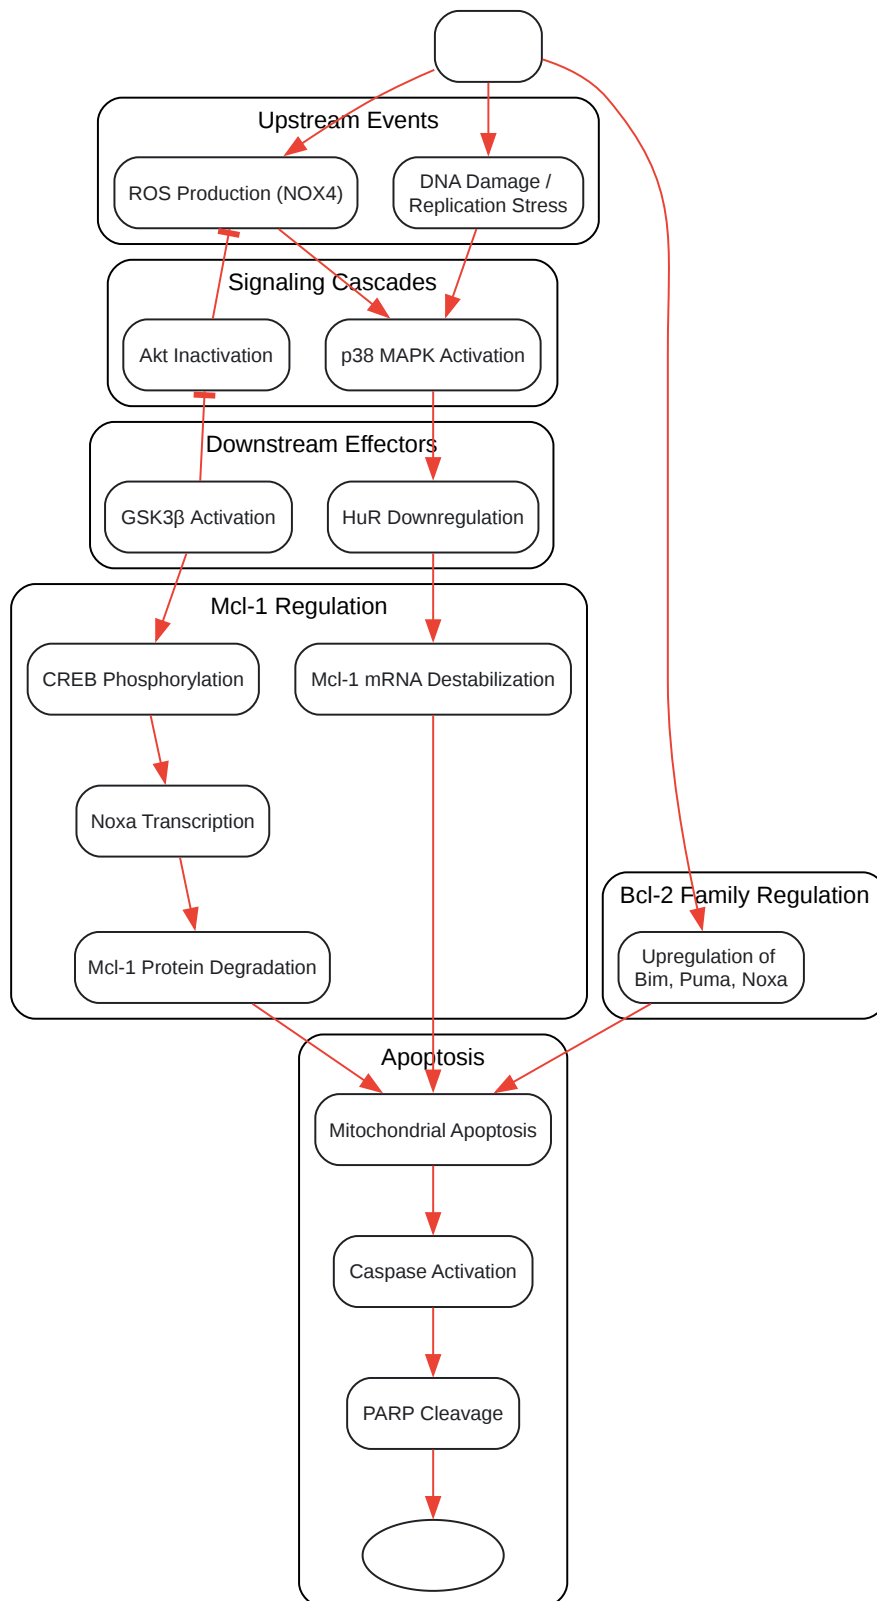 Upstream Events
ROS Production (NOX4)
DNA Damage /
Replication Stress
Signaling Cascades
Akt Inactivation
p38 MAPK Activation
Downstream Effectors
GSK3β Activation
HuR Downregulation
Mcl-1 Regulation
CREB Phosphorylation
Mcl-1 mRNA Destabilization
Noxa Transcription
Mcl-1 Protein Degradation
Bcl-2 Family Regulation
Upregulation of
Bim, Puma, Noxa
Apoptosis
Mitochondrial Apoptosis
Caspase Activation
PARP Cleavage